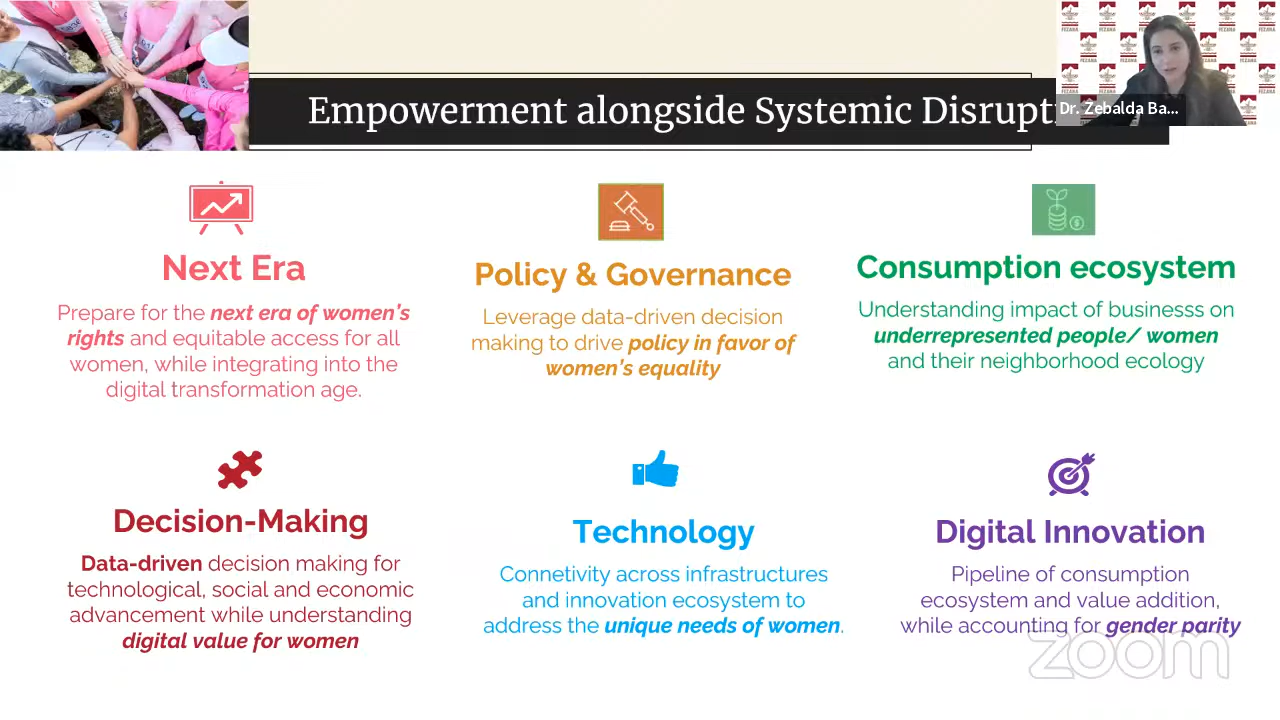 Empowerment alongside Systemic Disrupti
FEZANA
Dr. Zebalda Ba...
Next Era
Prepare for the next era of women's
rights and equitable access for all
women, while integrating into the
digital transformation age.
Policy & Governance
Leverage data-driven decision
making to drive policy in favor of
women's equality
Consumption ecosystem
Understanding impact of businesss on
underrepresented people/ women
and their neighborhood ecology
Decision-Making
Data-driven decision making for
technological, social and economic
advancement while understanding
digital value for women
Technology
Connetivity across infrastructures
and innovation ecosystem to
address the unique needs of women.
Digital Innovation
Pipeline of consumption
ecosystem and value addition,
while accounting for gender parity
zoom